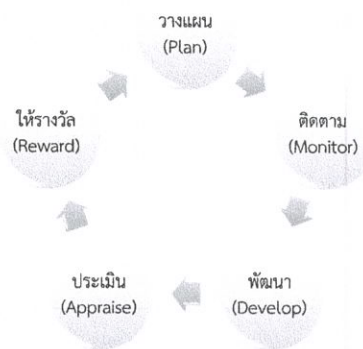 วางแผน
(Plan)
ติดตาม
(Monitor)
พัฒนา
(Develop)
ประเมิน
(Appraise)
ให้รางวัล
(Reward)